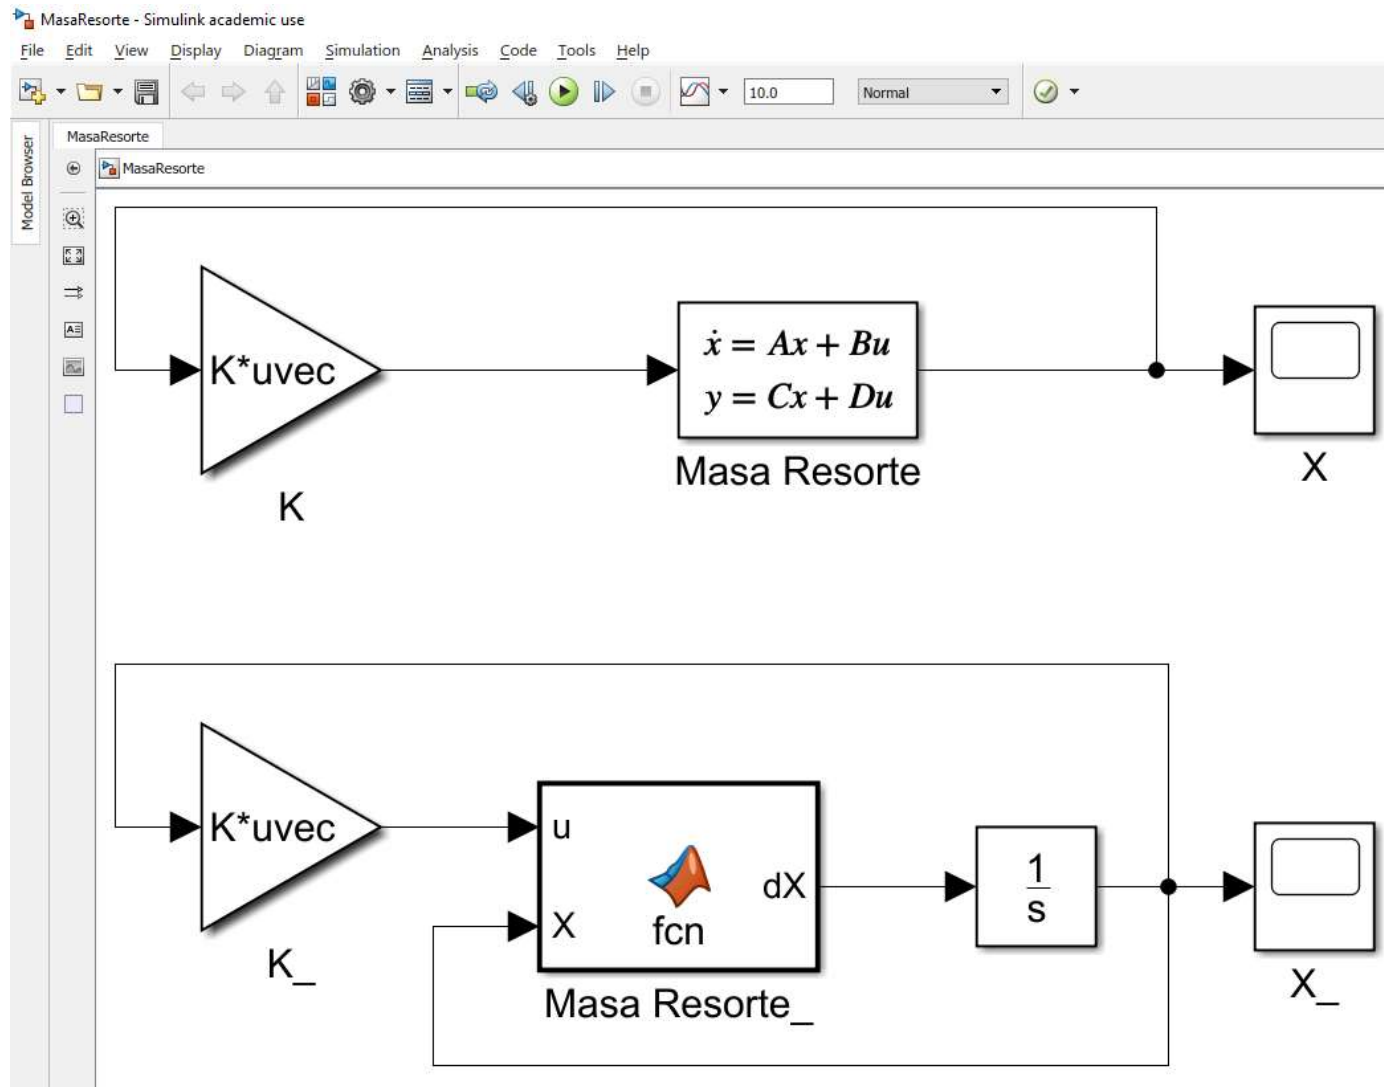 MasaResorte - Simulink academic use
File Edit View Display Diagram Simulation Analysis Code Tools Help
10.0 Normal
Model Browser
MasaResorte
MasaResorte
K*uvec
ẋ = Ax + Bu
y = Cx + Du
K
Masa Resorte
X
K*uvec
u
X
fcn
dX
1
s
K_
Masa Resorte_
X_